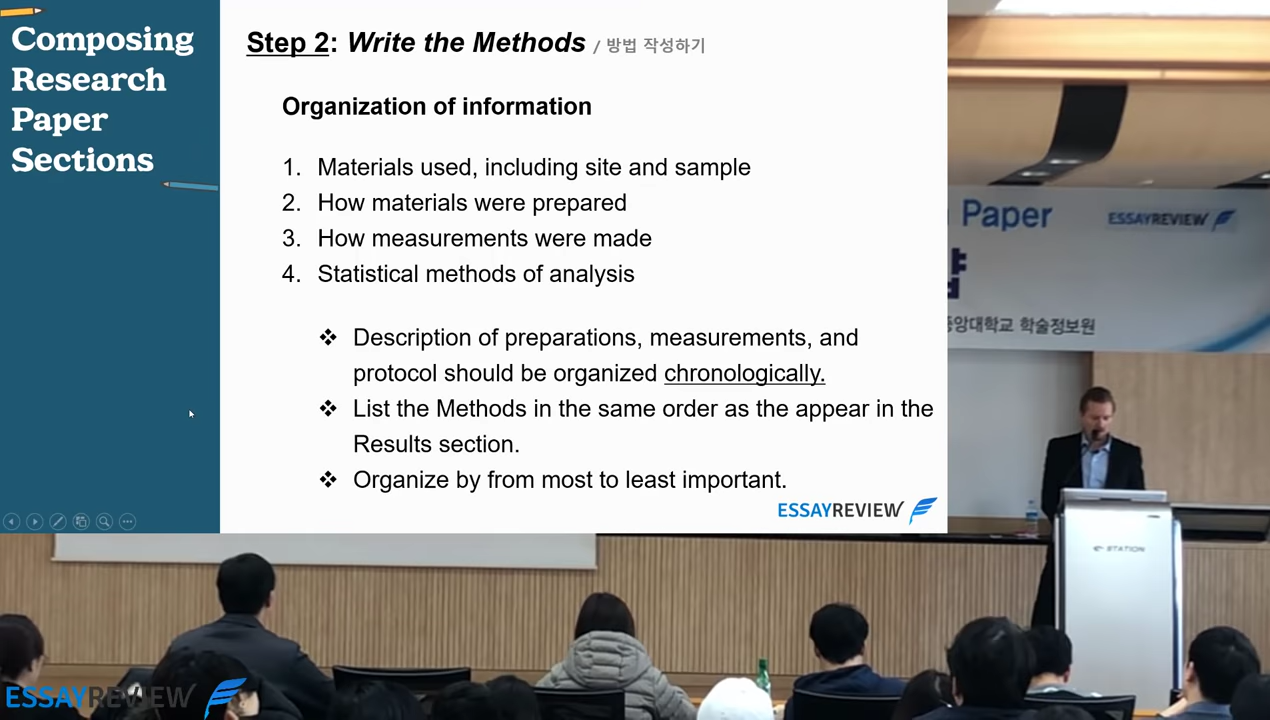 Composing
Research
Paper
Sections
Step 2: Write the Methods / 방법 작성하기
Organization of information
1. Materials used, including site and sample
2. How materials were prepared
3. How measurements were made
4. Statistical methods of analysis
❖ Description of preparations, measurements, and
protocol should be organized chronologically.
❖ List the Methods in the same order as the appear in the
Results section.
❖ Organize by from most to least important.
ESSAYREVIEW
Paper
ESSAYREVIEW
중앙대학교 학술정보원
STATION
ESSAYREVIEW